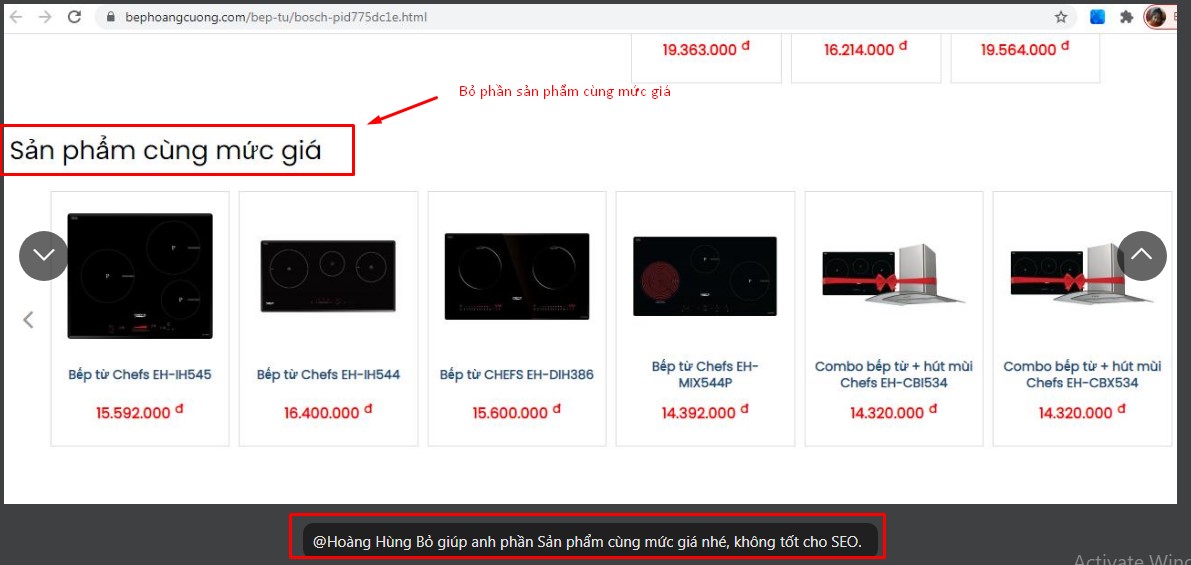 bephoangcuong.com/bep-tu/bosch-pid775dc1e.html
19.363.000 đ
16.214.000 đ
19.564.000 đ
Bỏ phần sản phẩm cùng mức giá
Sản phẩm cùng mức giá
Bếp từ Chefs EH-IH545
15.592.000 đ
Bếp từ Chefs EH-IH544
16.400.000 đ
Bếp từ CHEFS EH-DIH386
15.600.000 đ
Bếp từ Chefs EH-
MIX544P
14.392.000 đ
Combo bếp từ + hút mùi
Chefs EH-CBI534
14.320.000 đ
Combo bếp từ + hút mùi
Chefs EH-CBX534
14.320.000 đ
@Hoàng Hùng Bỏ giúp anh phần Sản phẩm cùng mức giá nhé, không tốt cho SEO.
Activate Wind